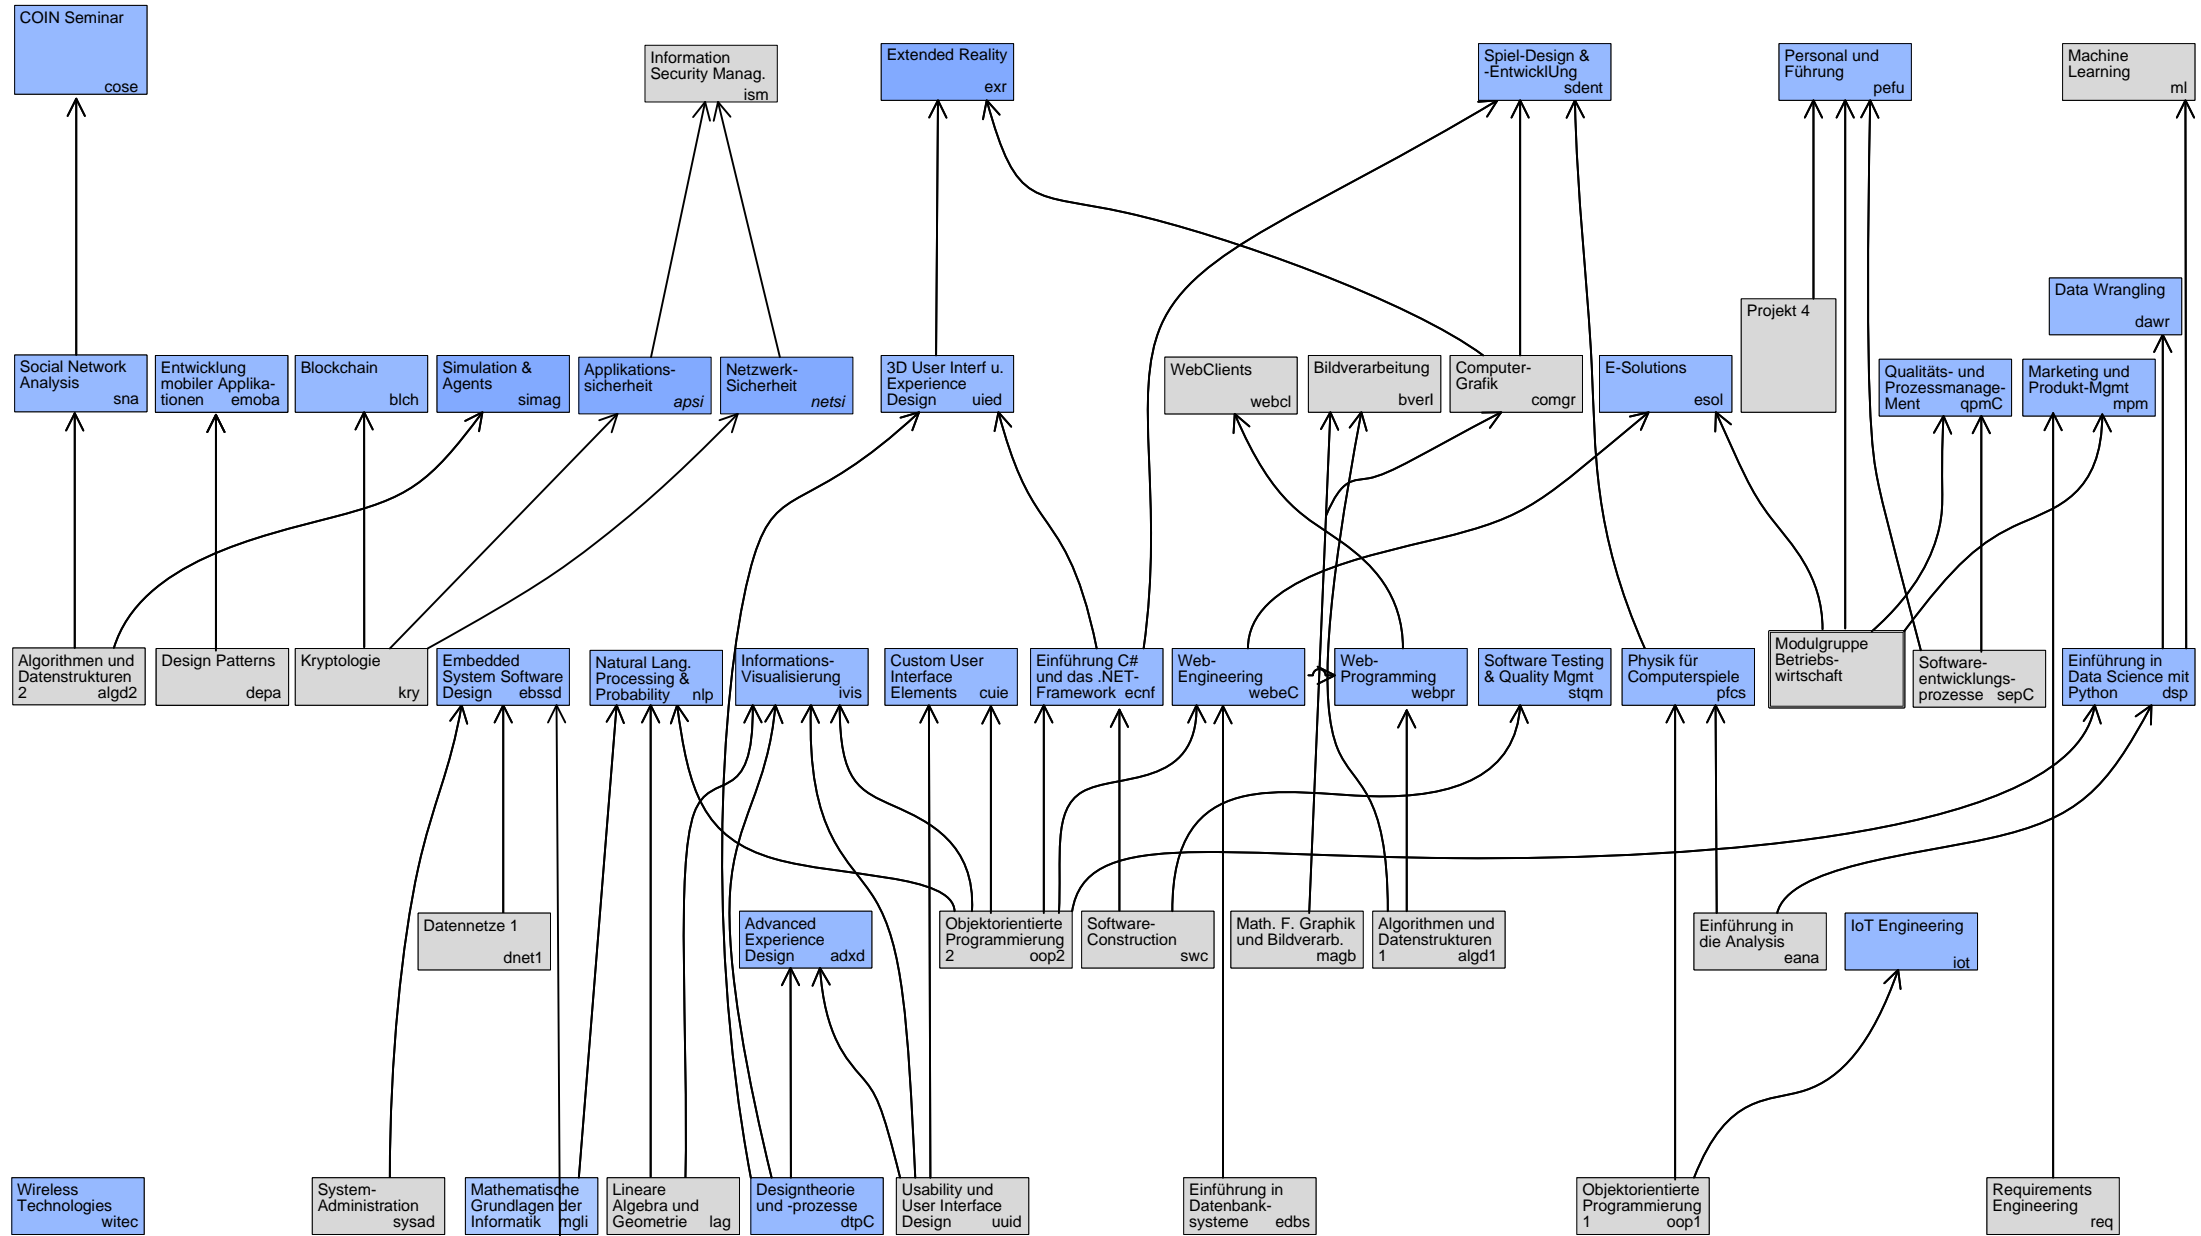 COIN Seminar
cose
Information
Security Manag.
ism
Extended Reality
exr
Spiel-Design &
-EntwicklUng
sdent
Personal und
Führung
pefu
Machine
Learning
ml
Projekt 4
Data Wrangling
dawr
Social Network
Analysis
sna
Entwicklung
mobiler Applika-
tionen emoba
Blockchain
blch
Simulation &
Agents
simag
Applikations-
sicherheit
apsi
Netzwerk-
Sicherheit
netsi
3D User Interf u.
Experience
Design uied
WebClients
webcl
Bildverarbeitung
bverl
Computer-
Grafik
comgr
E-Solutions
esol
Qualitäts- und
Prozessmanage-
Ment qpmC
Marketing und
Produkt-Mgmt
mpm
Algorithmen und
Datenstrukturen
2 algd2
Design Patterns
depa
Kryptologie
kry
Embedded
System Software
Design ebssd
Natural Lang.
Processing &
Probability nlp
Informations-
Visualisierung
ivis
Custom User
Interface
Elements cuie
Einführung C#
und das .NET-
Framework ecnf
Web-
Engineering
webeC
Web-
Programming
webpr
Software Testing
& Quality Mgmt
stqm
Physik für
Computerspiele
pfcs
Modulgruppe
Betriebs-
wirtschaft
Software-
entwicklungs-
prozesse sepC
Einführung in
Data Science mit
Python dsp
Datennetze 1
dnet1
Advanced
Experience
Design adxd
Objektorientierte
Programmierung
2 oop2
Software-
Construction
swc
Math. F. Graphik
und Bildverarb.
magb
Algorithmen und
Datenstrukturen
1 algd1
Einführung in
die Analysis
eana
IoT Engineering
iot
Wireless
Technologies
witec
System-
Administration
sysad
Mathematische
Grundlagen der
Informatik mgli
Lineare
Algebra und
Geometrie lag
Designtheorie
und -prozesse
dtpC
Usability und
User Interface
Design uuid
Einführung in
Datenbank-
systeme edbs
Objektorientierte
Programmierung
1 oop1
Requirements
Engineering
req